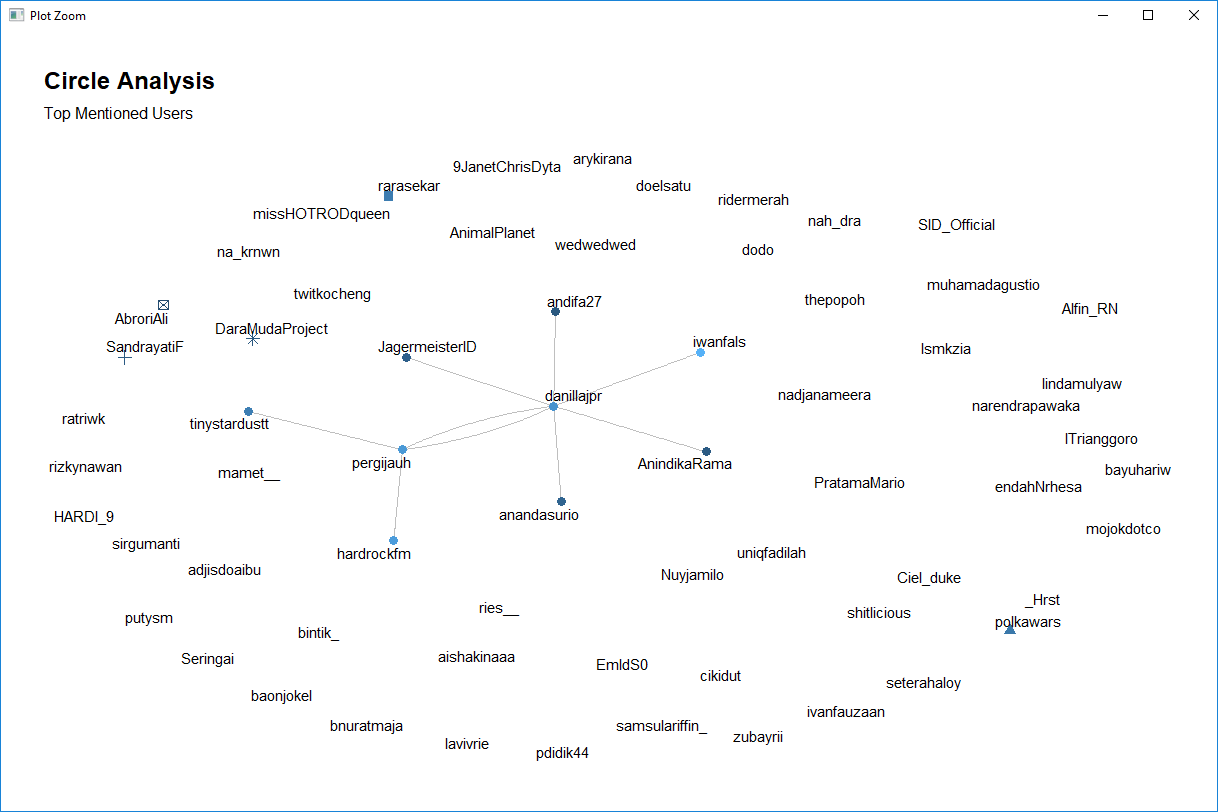 Plot Zoom
Circle Analysis
Top Mentioned Users
arykirana
9JanetChrisDyta
rarasekar
doelsatu
ridermerah
missHOTRODqueen
nah_dra
SID_Official
AnimalPlanet
wedwedwed
na_krnwn
dodo
muhamadagustio
twitkocheng
andifa27
thepopoh
Alfin_RN
AbroriAli
DaraMudaProject
iwanfals
SandrayatiF
JagermeisterID
Ismkzia
lindamulyaw
danillajpr
nadjanameera
narendrapawaka
ratriwk
tinystardustt
ITrianggoro
pergijauh
AnindikaRama
rizkynawan
bayuhariw
mamet__
PratamaMario
endahNrhesa
HARDI_9
anandasurio
mojokdotco
sirgumanti
hardrockfm
uniqfadilah
adjisdoaibu
Nuyjamilo
Ciel_duke
_Hrst
ries__
shitlicious
putysm
polkawars
bintik_
Seringai
aishakinaaa
EmIdS0
cikidut
seterahaloy
baonjokel
ivanfauzaan
bnuratmaja
samsulariffin_
zubayrii
lavivrie
pdidik44